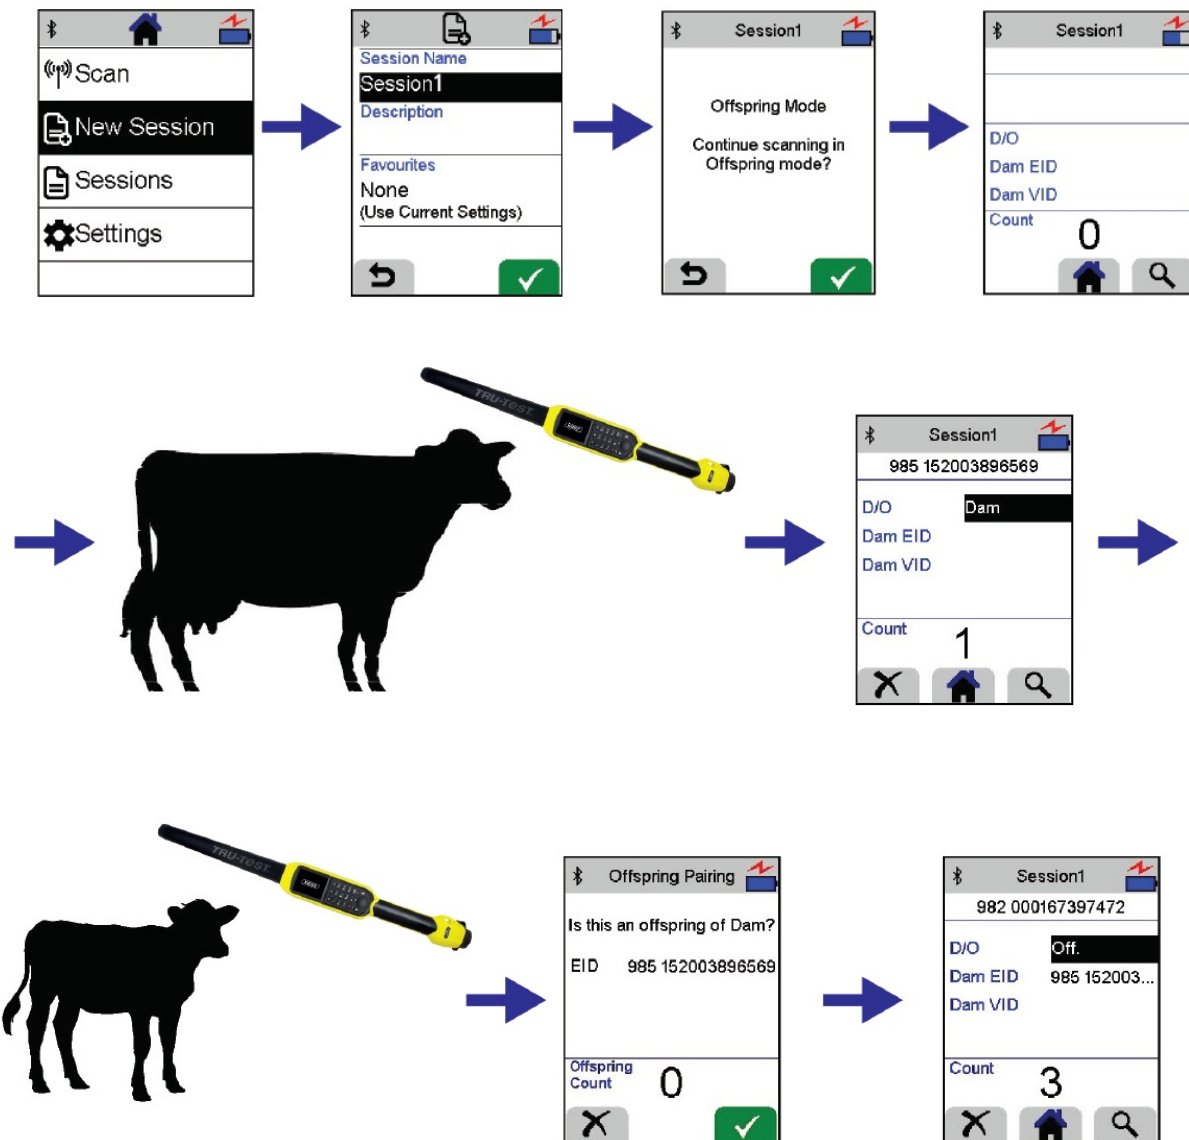 Scan
New Session
Sessions
Settings
Session Name
Session1
Description
Favourites
None
(Use Current Settings)
Session1
Offspring Mode
Continue scanning in
Offspring mode?
Session1
D/O
Dam EID
Dam VID
Count
0
TRU-TEST
Session1
985 152003896569
D/O Dam
Dam EID
Dam VID
Count
1
TRU-TEST
Offspring Pairing
Is this an offspring of Dam?
EID 985 152003896569
Offspring
Count
0
Session1
982 000167397472
D/O Off.
Dam EID 985 152003...
Dam VID
Count
3